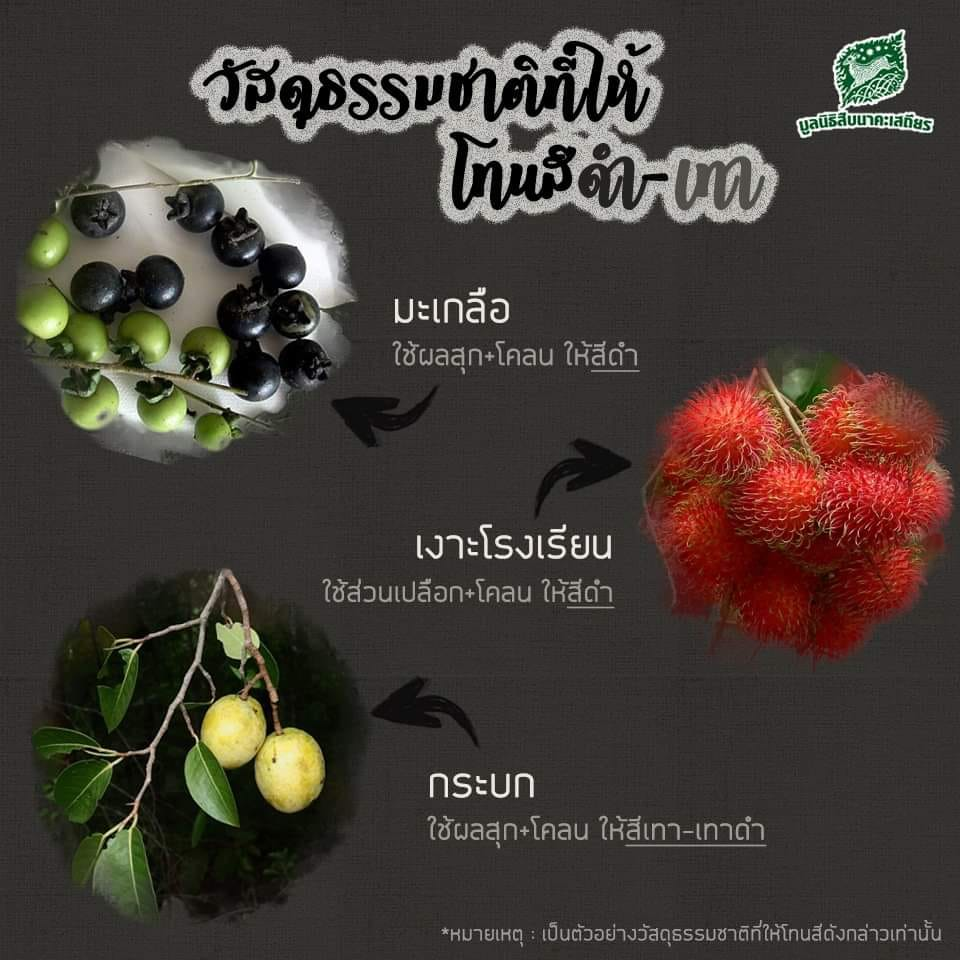 วัสดุธรรมชาติที่ให้
โทนสีดำ-เทา
มูลนิธิสืบนาคะเสถียร
มะเกลือ
ใช้ผลสุก+โคลน ให้สีดำ
เงาะโรงเรียน
ใช้ส่วนเปลือก+โคลน ให้สีดำ
กระบก
ใช้ผลสุก+โคลน ให้สีเทา-เทาดำ
*หมายเหตุ : เป็นตัวอย่างวัสดุธรรมชาติที่ให้โทนสีดังกล่าวเท่านั้น